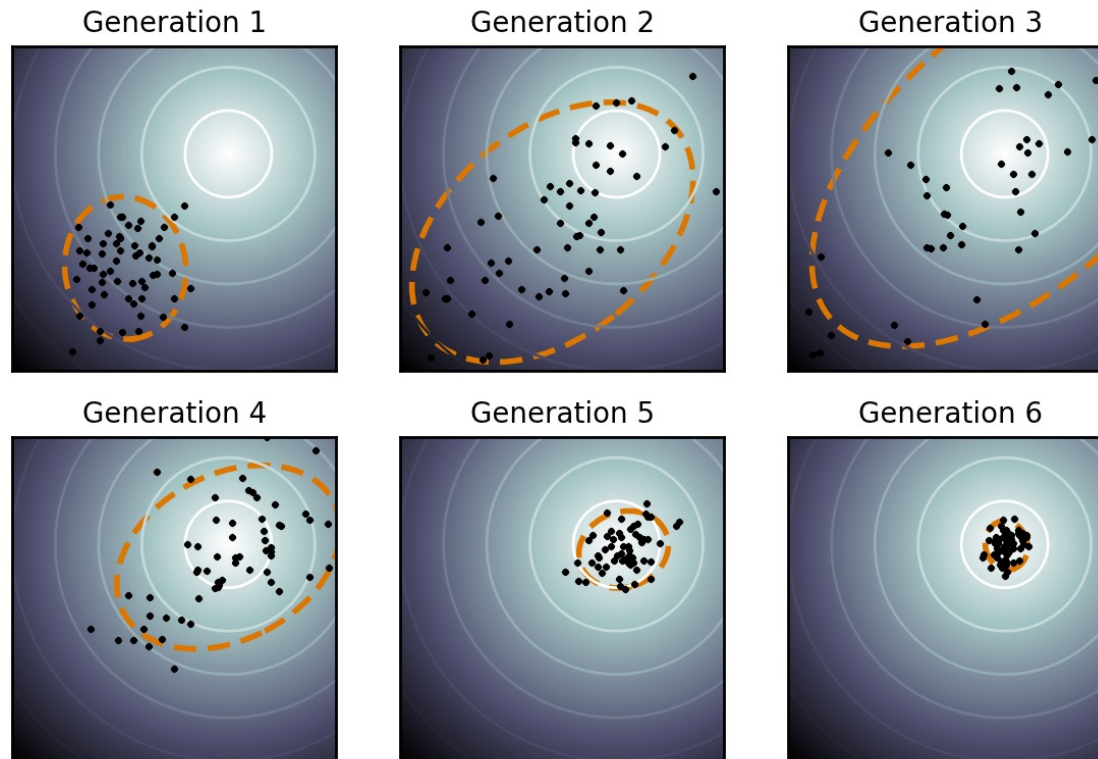 Generation 1
Generation 2
Generation 3
Generation 4
Generation 5
Generation 6